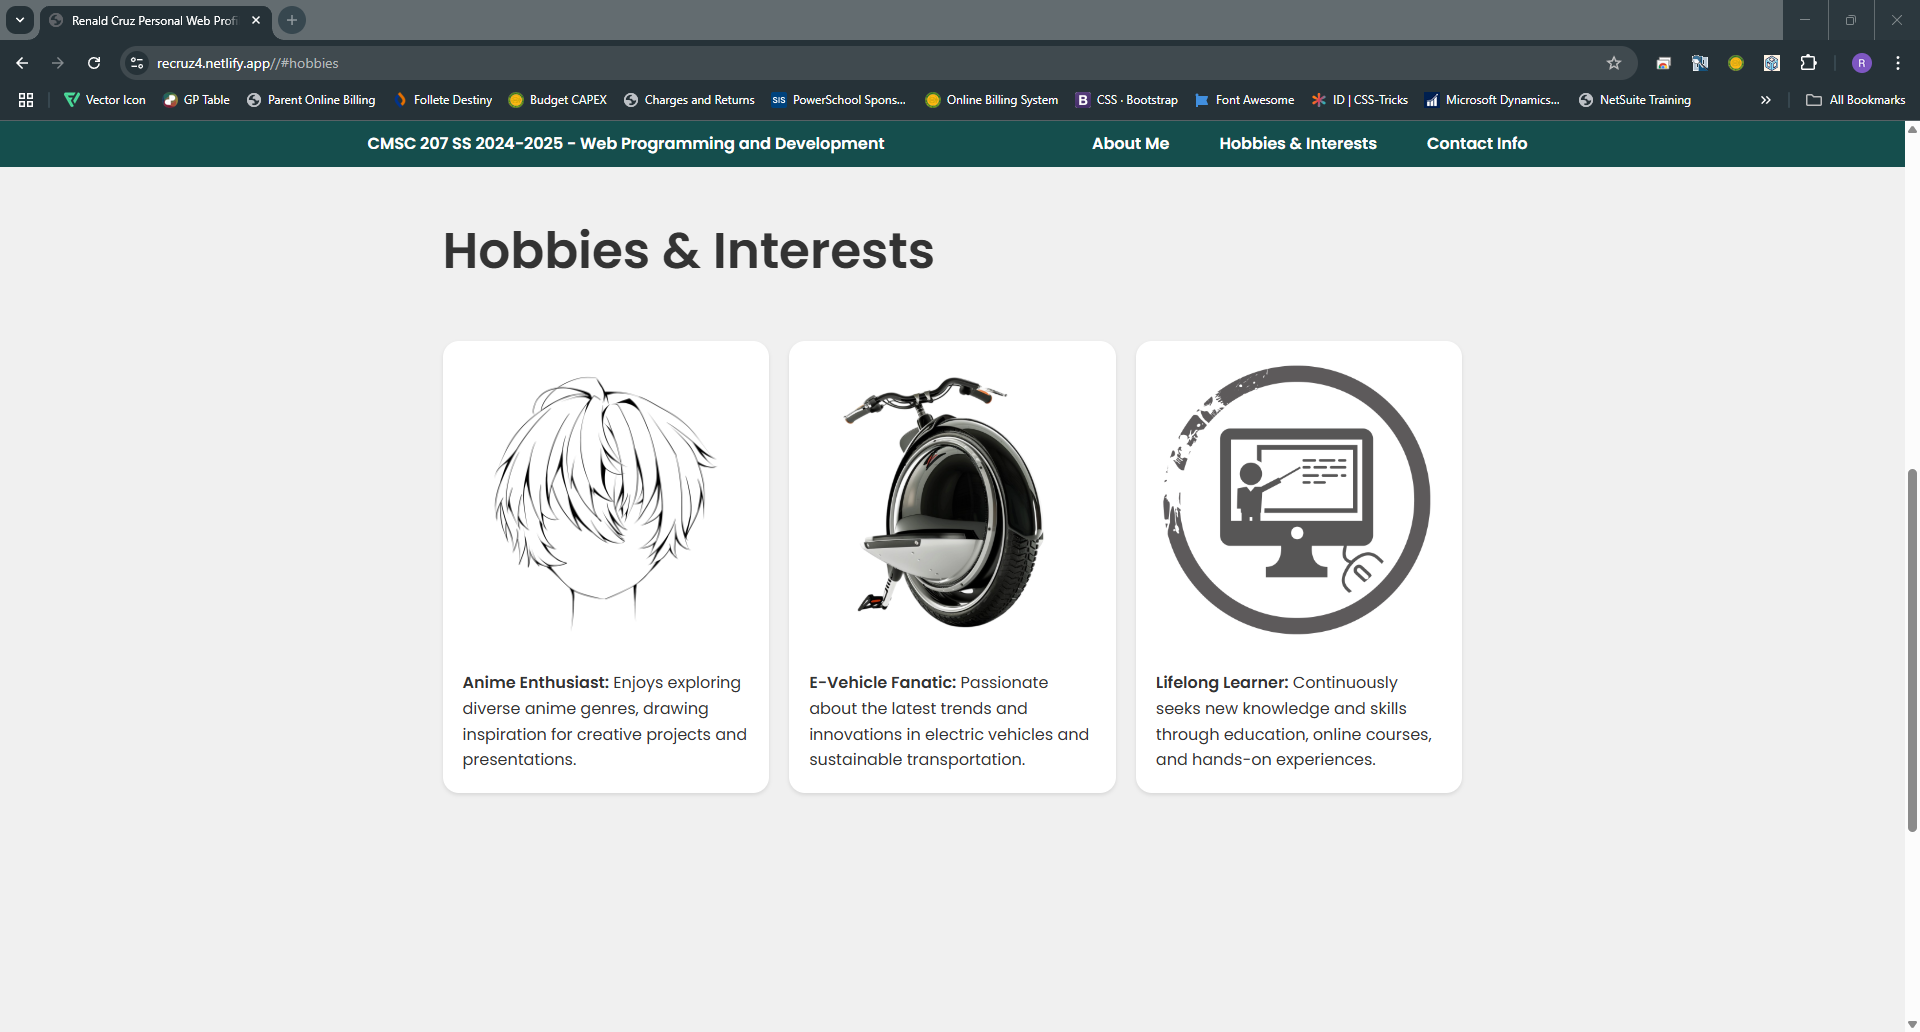 Renald Cruz Personal Web Profi
recruz4.netlify.app//#hobbies
R
Vector Icon
GP Table
Parent Online Billing
Follete Destiny
Budget CAPEX
Charges and Returns
SIS
PowerSchool Spons...
Online Billing System
B
CSS · Bootstrap
Font Awesome
ID | CSS-Tricks
Microsoft Dynamics...
NetSuite Training
All Bookmarks
CMSC 207 SS 2024-2025 - Web Programming and Development
About Me
Hobbies & Interests
Contact Info
Hobbies & Interests
Anime Enthusiast: Enjoys exploring
diverse anime genres, drawing
inspiration for creative projects and
presentations.
E-Vehicle Fanatic: Passionate
about the latest trends and
innovations in electric vehicles and
sustainable transportation.
Lifelong Learner: Continuously
seeks new knowledge and skills
through education, online courses,
and hands-on experiences.